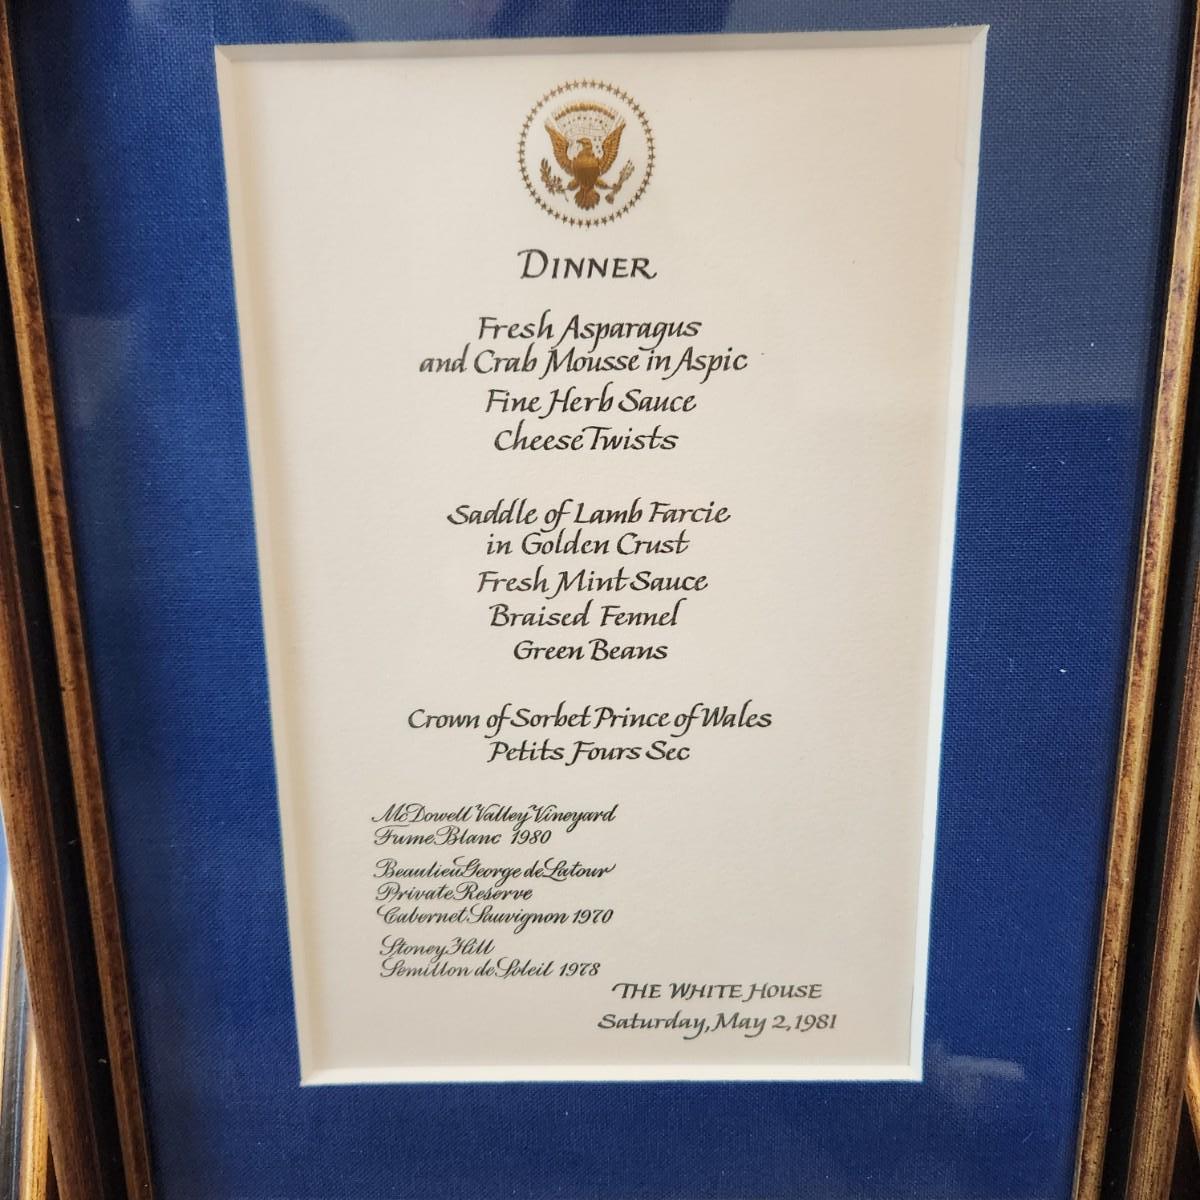 DINNER
Fresh Asparagus
and Crab Mousse in Aspic
Fine Herb Sauce
Cheese Twists
Saddle of Lamb Farcie
in Golden Crust
Fresh Mint Sauce
Braised Fennel
Green Beans
Crown of Sorbet Prince of Wales
Petits Fours Sec
McDowell Valley Vineyard
Fume Blanc 1980
Beaulieu George de Latour
Private Reserve
Cabernet Sauvignon 1970
Stoney Hill
Semillon de Soleil 1978
THE WHITE HOUSE
Saturday, May 2, 1981